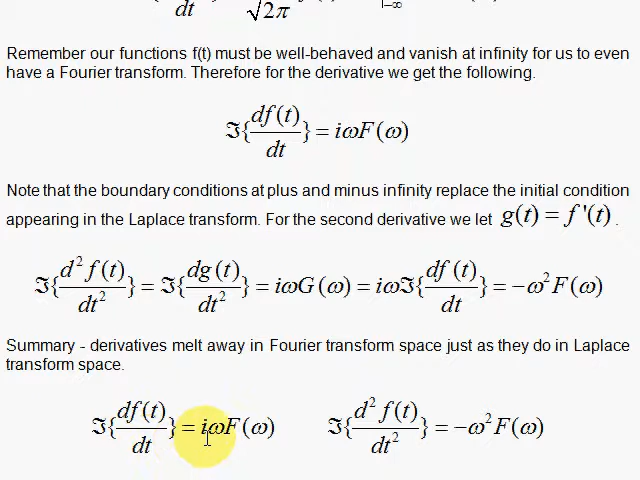 dt √2π |−∞
Remember our functions f(t) must be well-behaved and vanish at infinity for us to even
have a Fourier transform. Therefore for the derivative we get the following.
ℑ{df(t)/dt} = iωF(ω)
Note that the boundary conditions at plus and minus infinity replace the initial condition
appearing in the Laplace transform. For the second derivative we let g(t) = f'(t) .
ℑ{d²f(t)/dt²} = ℑ{dg(t)/dt²} = iωG(ω) = iωℑ{df(t)/dt} = −ω²F(ω)
Summary - derivatives melt away in Fourier transform space just as they do in Laplace
transform space.
ℑ{df(t)/dt} = iωF(ω) ℑ{d²f(t)/dt²} = −ω²F(ω)